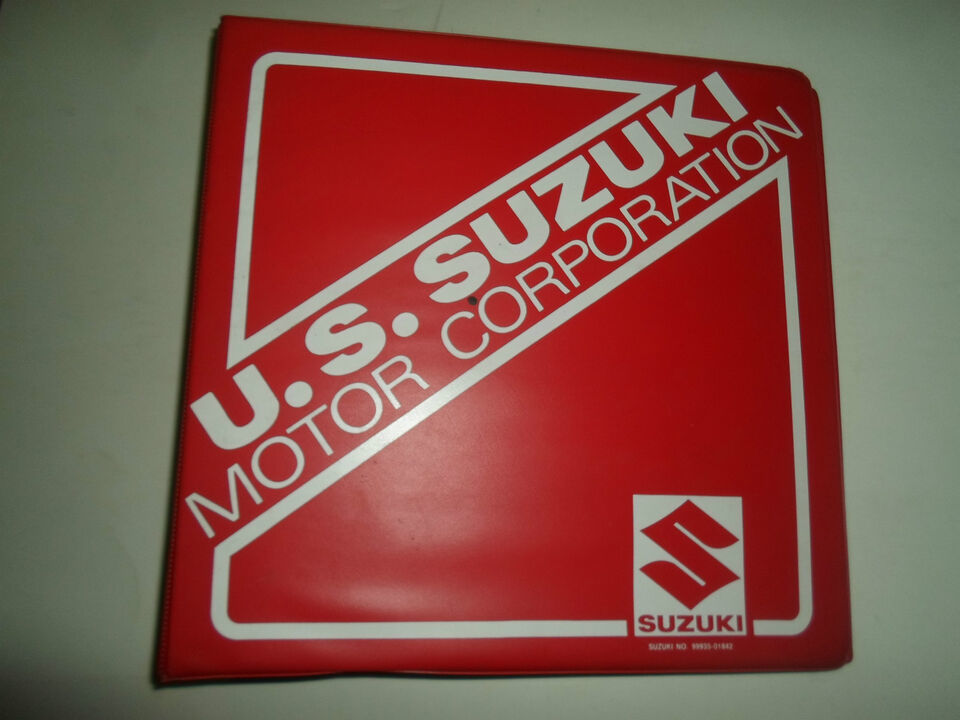 U.S. SUZUKI
MOTOR CORPORATION
SUZUKI
SUZUKI NO. 99935-01842